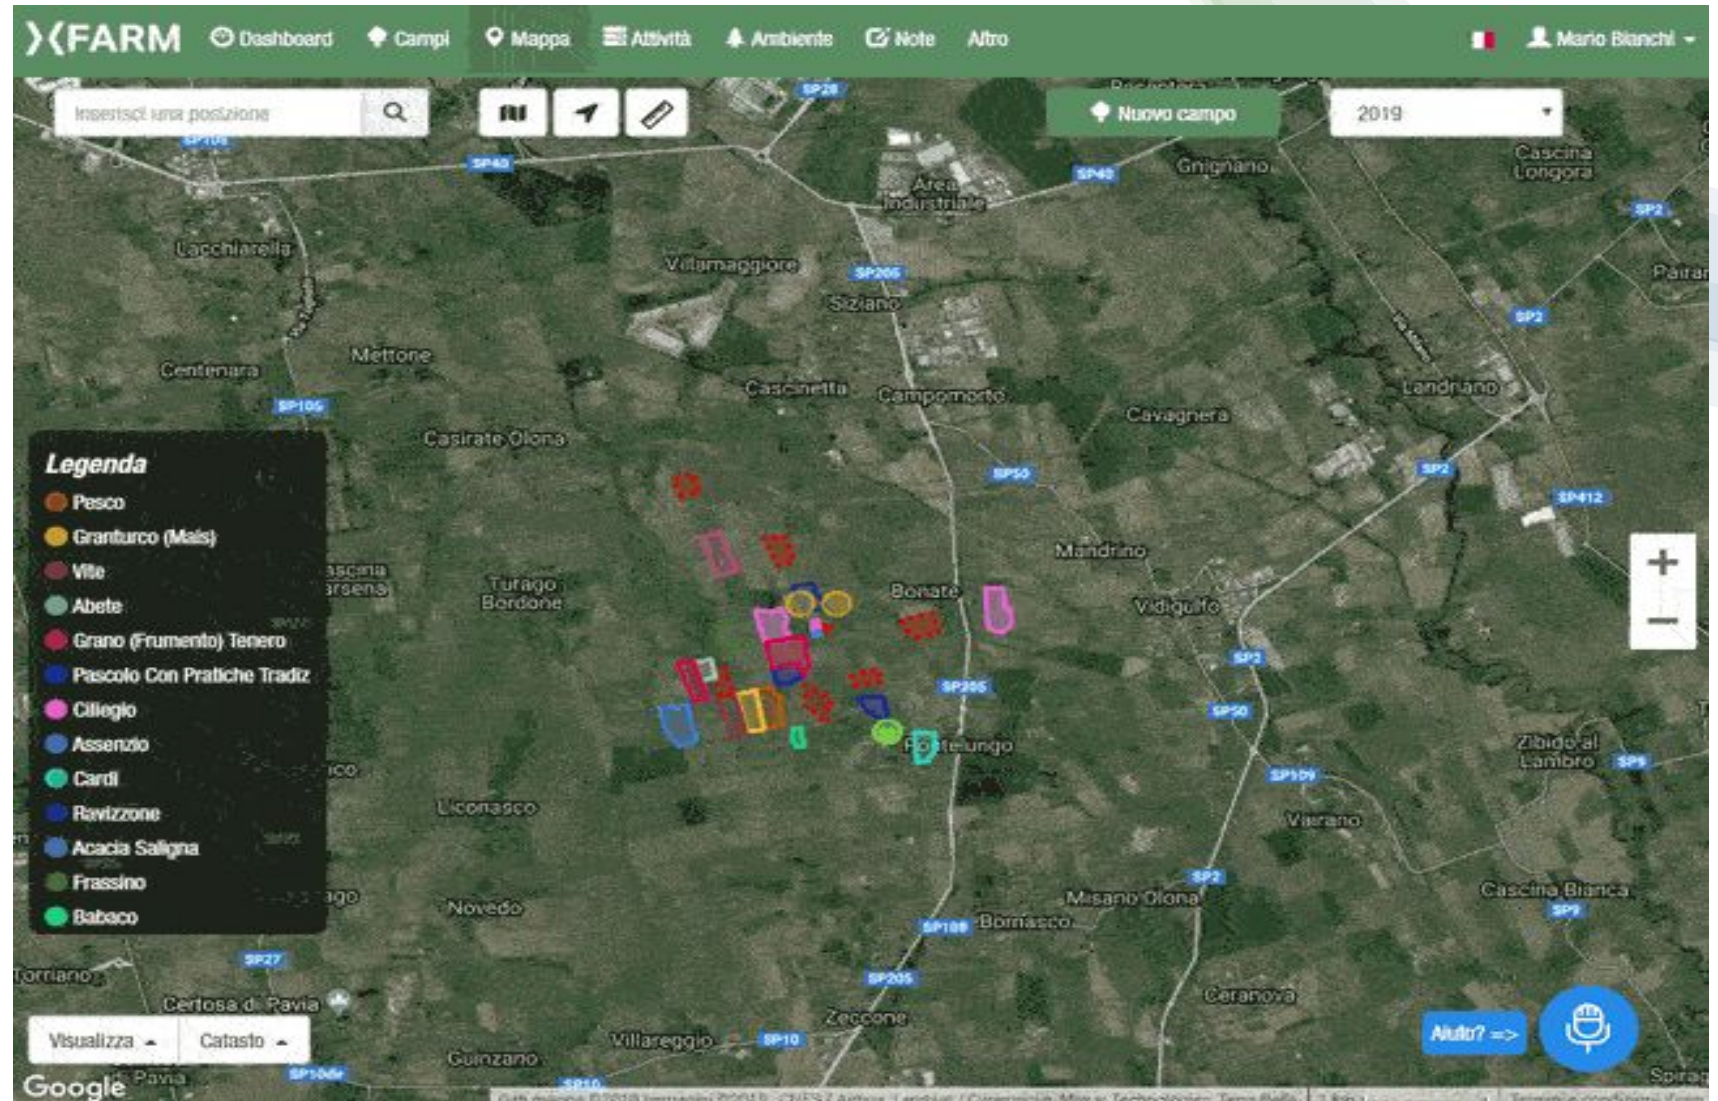 XFARM Dashboard Campi Mappa Attività Ambiente Note Altro Mario Bianchi
Inserisci una posizione
Nuovo campo
2019
SP28
SP40
SP40
Area
Industriale
Gnignano
Cascina
Longora
SP2
Lacchiarella
Villamaggiore
SP205
Siziano
SP2
Centenara
Mettone
Cascinetta
Campomorto
Cavagnera
Landriano
SP105
Casirate Olona
SP50
SP2
SP412
Legenda
Pesco
Granturco (Mais)
Vite
Abete
Grano (Frumento) Tenero
Pascolo Con Pratiche Tradiz
Ciliegio
Assenzio
Cardi
Ravizzone
Acacia Saligna
Frassino
Babaco
Mandrino
Turago
Bordone
Bonate
Vidigulfo
SP2
SP205
SP50
Pontelungo
Zibido al
Lambro
SP9
SP109
Liconasco
Vairano
SP2
Misano Olona
Cascina Bianca
SP9
Novedo
SP109
Bornasco
SP27
Torriano
SP205
Certosa di Pavia
Ceranova
Zeccone
Visualizza
Catasto
Villareggio
SP10
Aiuto? =>
Guinzano
Google
SP10